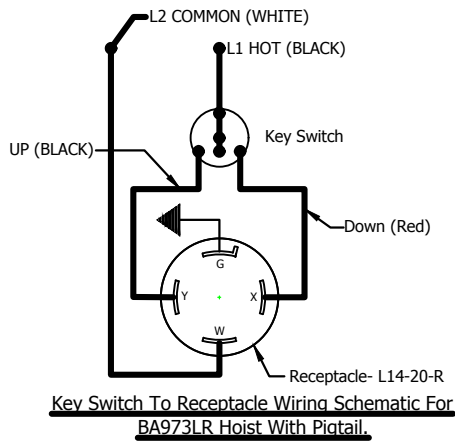 L2 COMMON (WHITE)
L1 HOT (BLACK)
Key Switch
UP (BLACK)
Down (Red)
G
Y
X
W
Receptacle- L14-20-R
Key Switch To Receptacle Wiring Schematic For
BA973LR Hoist With Pigtail.